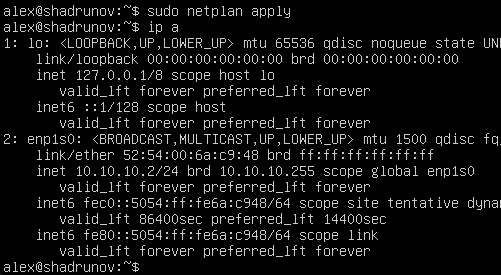 alex@shadrunov:~$ sudo netplan apply
alex@shadrunov:~$ ip a
1: lo: <LOOPBACK,UP,LOWER_UP> mtu 65536 qdisc noqueue state UN
link/loopback 00:00:00:00:00:00 brd 00:00:00:00:00:00
inet 127.0.0.1/8 scope host lo
valid_lft forever preferred_lft forever
inet6 ::1/128 scope host
valid_lft forever preferred_lft forever
2: enp1s0: <BROADCAST,MULTICAST,UP,LOWER_UP> mtu 1500 qdisc fq_
link/ether 52:54:00:6a:c9:48 brd ff:ff:ff:ff:ff:ff
inet 10.10.10.2/24 brd 10.10.10.255 scope global enp1s0
valid_lft forever preferred_lft forever
inet6 fec0::5054:ff:fe6a:c948/64 scope site tentative dyna
valid_lft 86400sec preferred_lft 14400sec
inet6 fe80::5054:ff:fe6a:c948/64 scope link
valid_lft forever preferred_lft forever
alex@shadrunov:~$